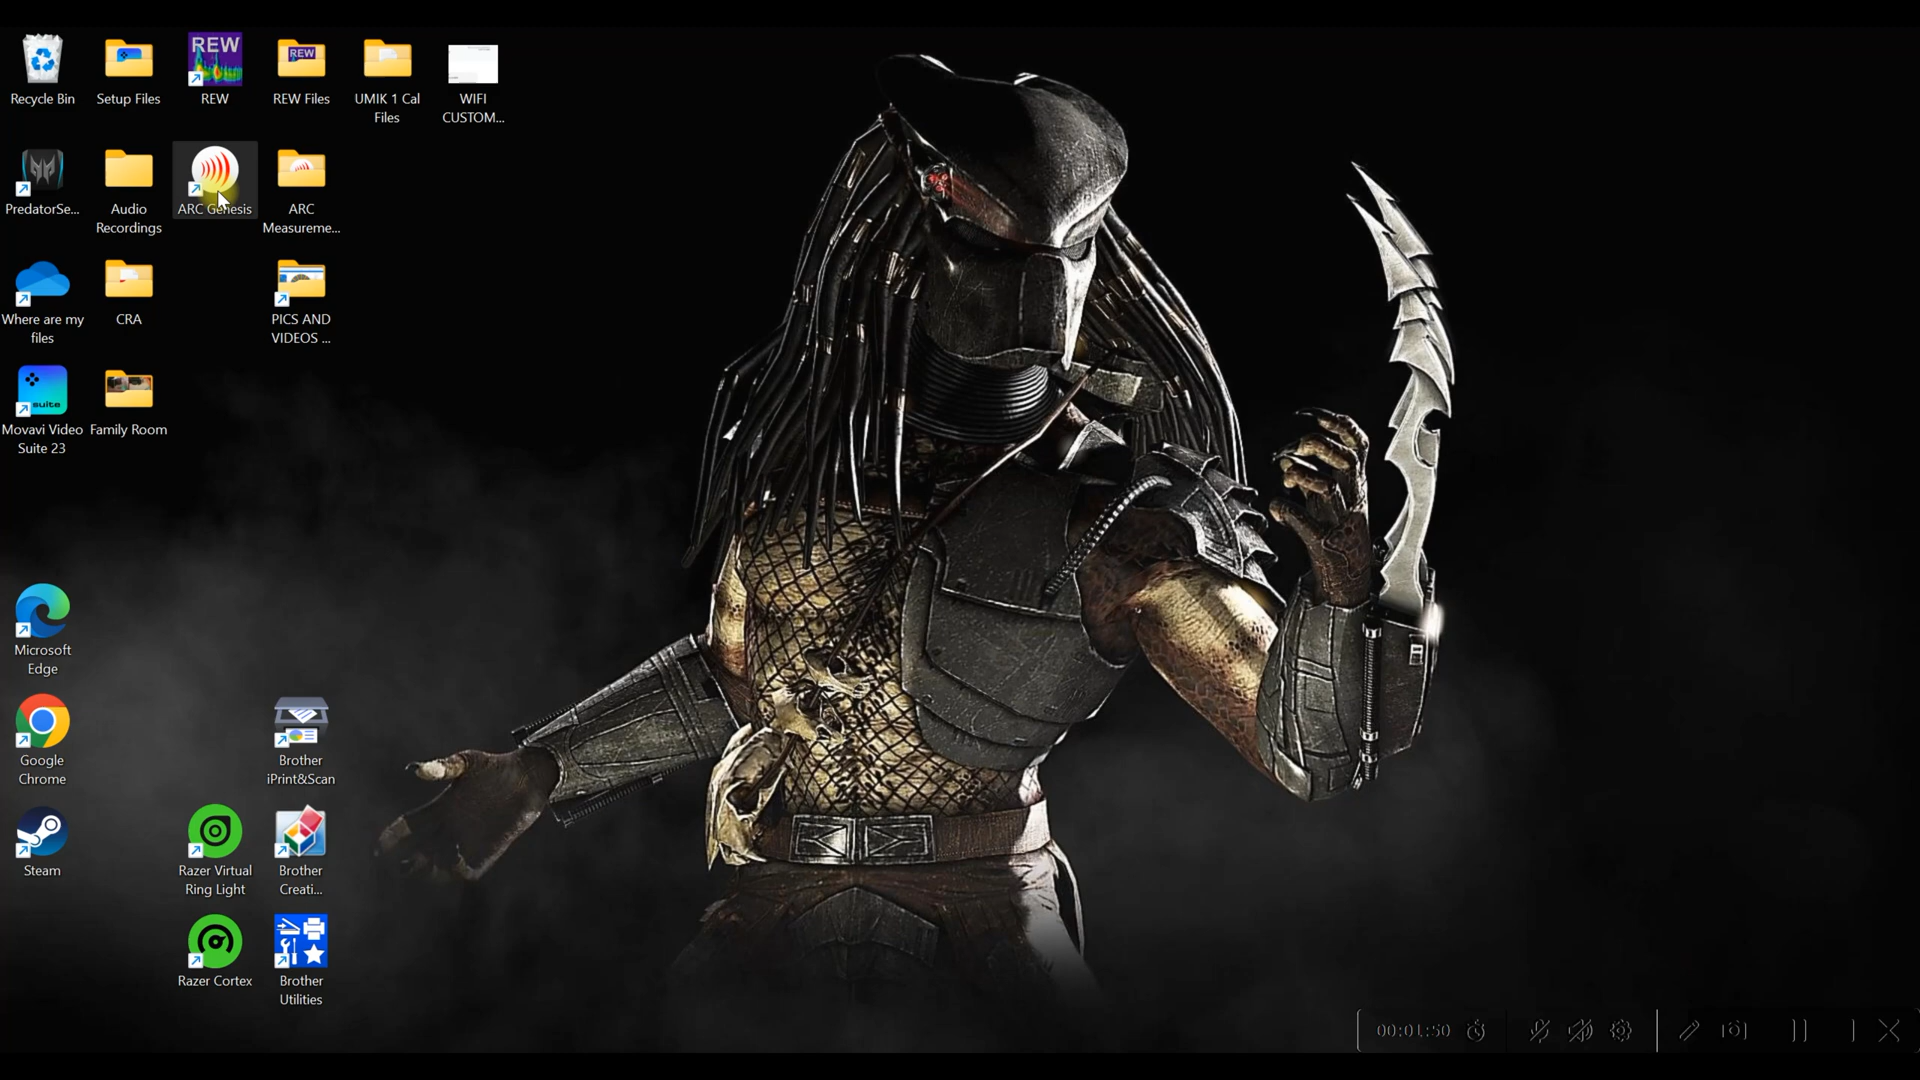 REW
REW
Recycle Bin
Setup Files
REW
REW Files
UMIK 1 Cal
Files
WIFI
CUSTOM...
PredatorSe...
Audio
Recordings
ARC Genesis
ARC
Measureme...
Where are my
files
CRA
PICS AND
VIDEOS ...
suite
Movavi Video
Suite 23
Family Room
Microsoft
Edge
Google
Chrome
Brother
iPrint&Scan
Steam
Razer Virtual
Ring Light
Brother
Creati...
Razer Cortex
Brother
Utilities
00:01:50